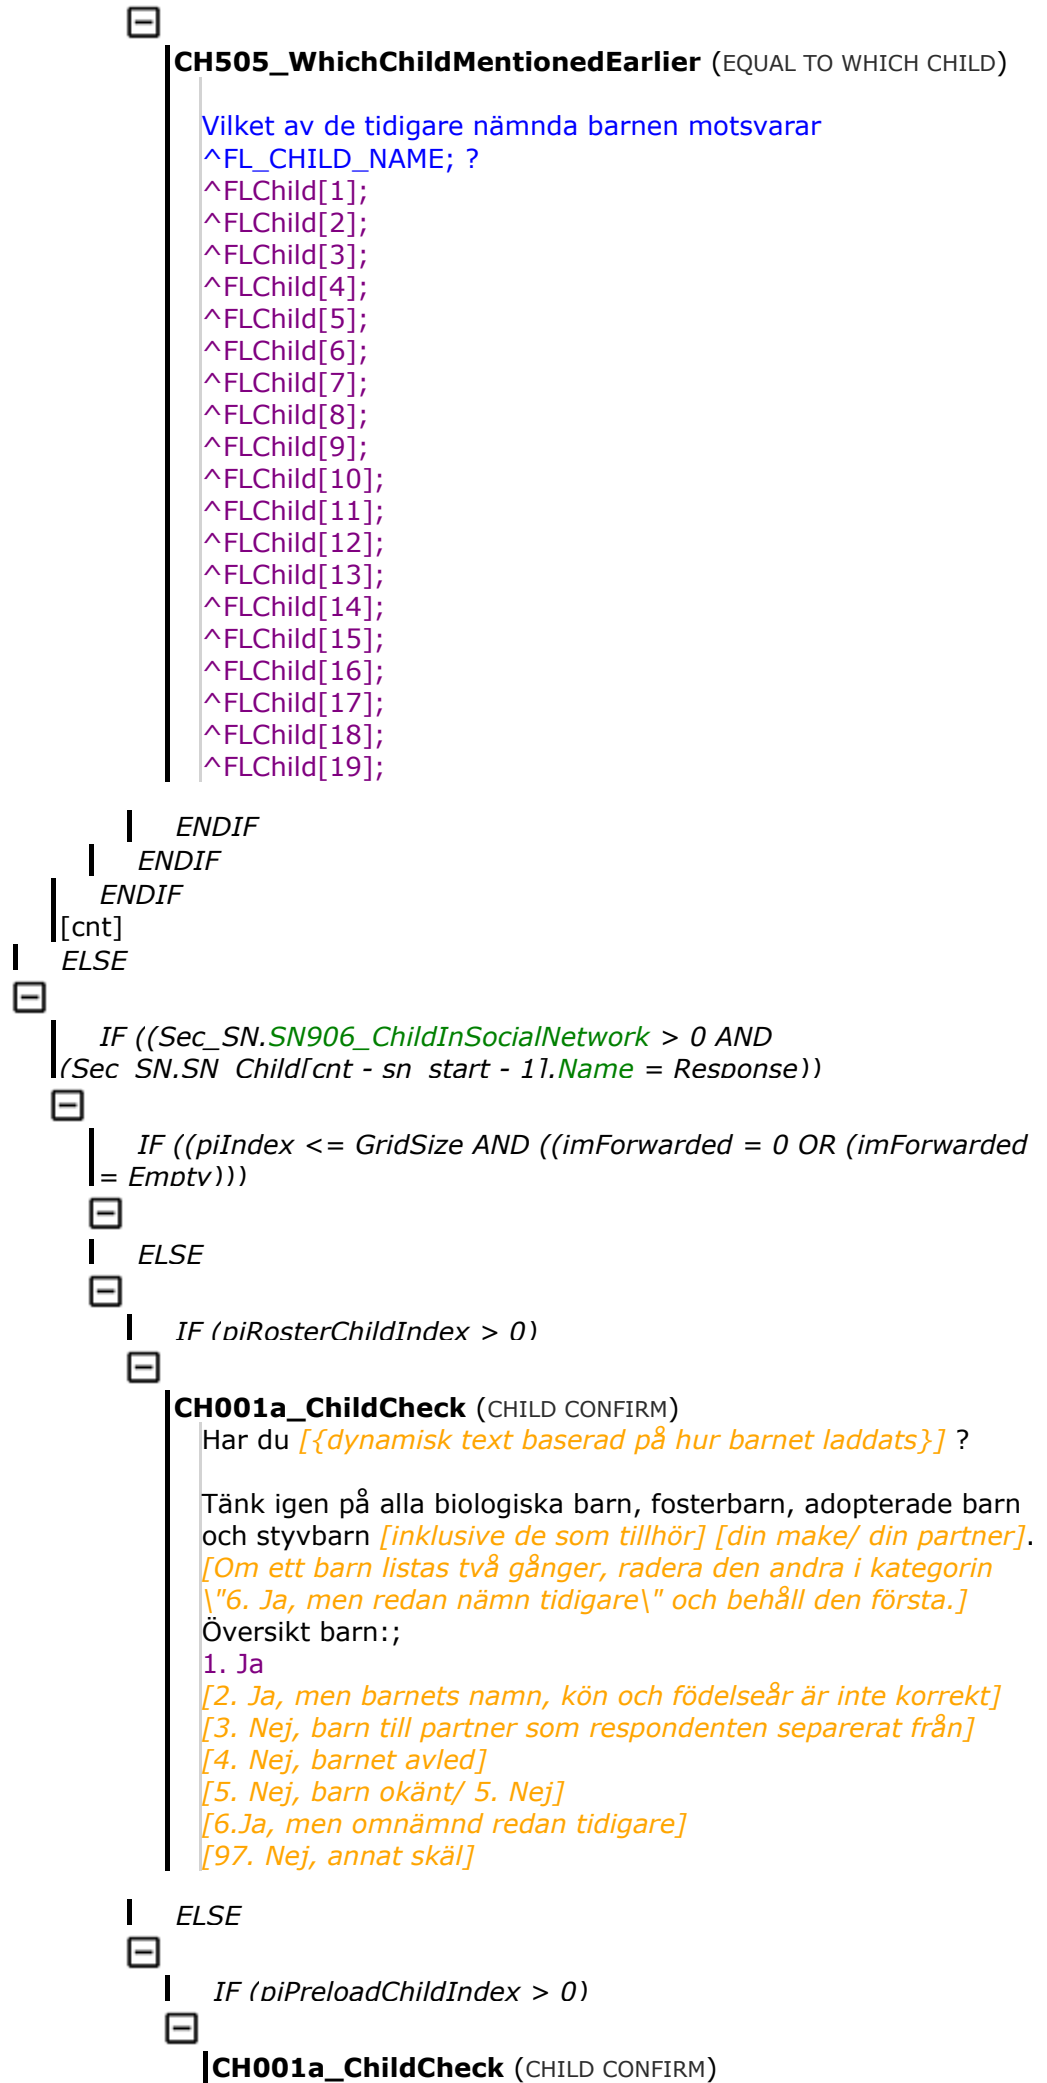 CH505_WhichChildMentionedEarlier (EQUAL TO WHICH CHILD)
Vilket av de tidigare nämnda barnen motsvarar
^FL_CHILD_NAME; ?
^FLChild[1];
^FLChild[2];
^FLChild[3];
^FLChild[4];
^FLChild[5];
^FLChild[6];
^FLChild[7];
^FLChild[8];
^FLChild[9];
^FLChild[10];
^FLChild[11];
^FLChild[12];
^FLChild[13];
^FLChild[14];
^FLChild[15];
^FLChild[16];
^FLChild[17];
^FLChild[18];
^FLChild[19];
ENDIF
ENDIF
ENDIF
[cnt]
ELSE
IF ((Sec_SN.SN906_ChildInSocialNetwork > 0 AND
(Sec_SN.SN_Child[cnt - sn_start - 1].Name = Response))
IF ((piIndex <= GridSize AND ((imForwarded = 0 OR (imForwarded
= Empty)))
ELSE
IF (piRosterChildIndex > 0)
CH001a_ChildCheck (CHILD CONFIRM)
Har du [{dynamisk text baserad på hur barnet laddats}] ?
Tänk igen på alla biologiska barn, fosterbarn, adopterade barn
och styvbarn [inklusive de som tillhör] [din make/ din partner].
[Om ett barn listas två gånger, radera den andra i kategorin
\"6. Ja, men redan nämn tidigare\" och behåll den första.]
Översikt barn:;
1. Ja
[2. Ja, men barnets namn, kön och födelseår är inte korrekt]
[3. Nej, barn till partner som respondenten separerat från]
[4. Nej, barnet avled]
[5. Nej, barn okänt/ 5. Nej]
[6.Ja, men omnämnd redan tidigare]
[97. Nej, annat skäl]
ELSE
IF (piPreloadChildIndex > 0)
CH001a_ChildCheck (CHILD CONFIRM)